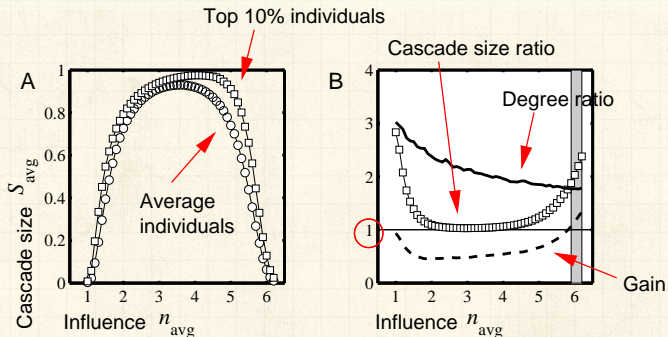 Top 10% individuals
Cascade size ratio
A
B
Degree ratio
1
0.8
0.6
0.4
0.2
0
Cascade size S_avg
Average
individuals
1 2 3 4 5 6
Influence n_avg
4
3
2
1
0
Gain
1 2 3 4 5 6
Influence n_avg